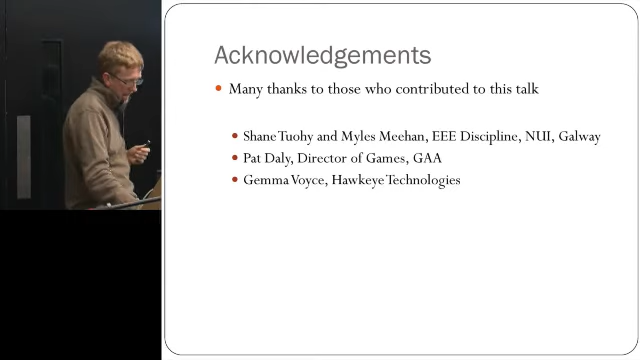 Acknowledgements
Many thanks to those who contributed to this talk
Shane Tuohy and Myles Meehan, EEE Discipline, NUI, Galway
Pat Daly, Director of Games, GAA
Gemma Voyce, Hawkeye Technologies